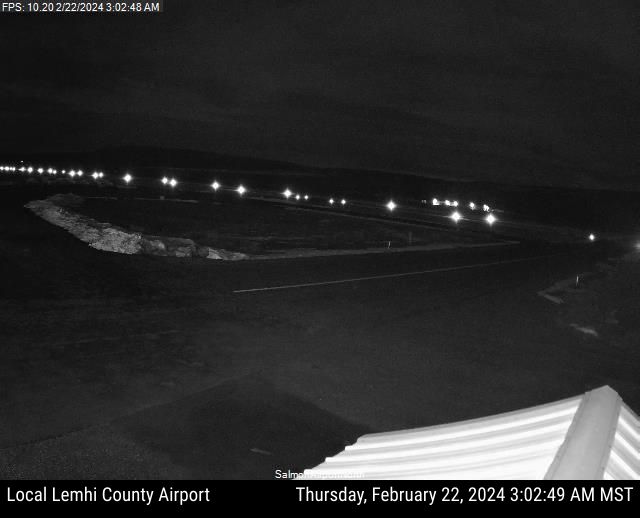 FPS: 10.20 2/22/2024 3:02:48 AM
Local Lemhi County Airport
Thursday, February 22, 2024 3:02:49 AM MST